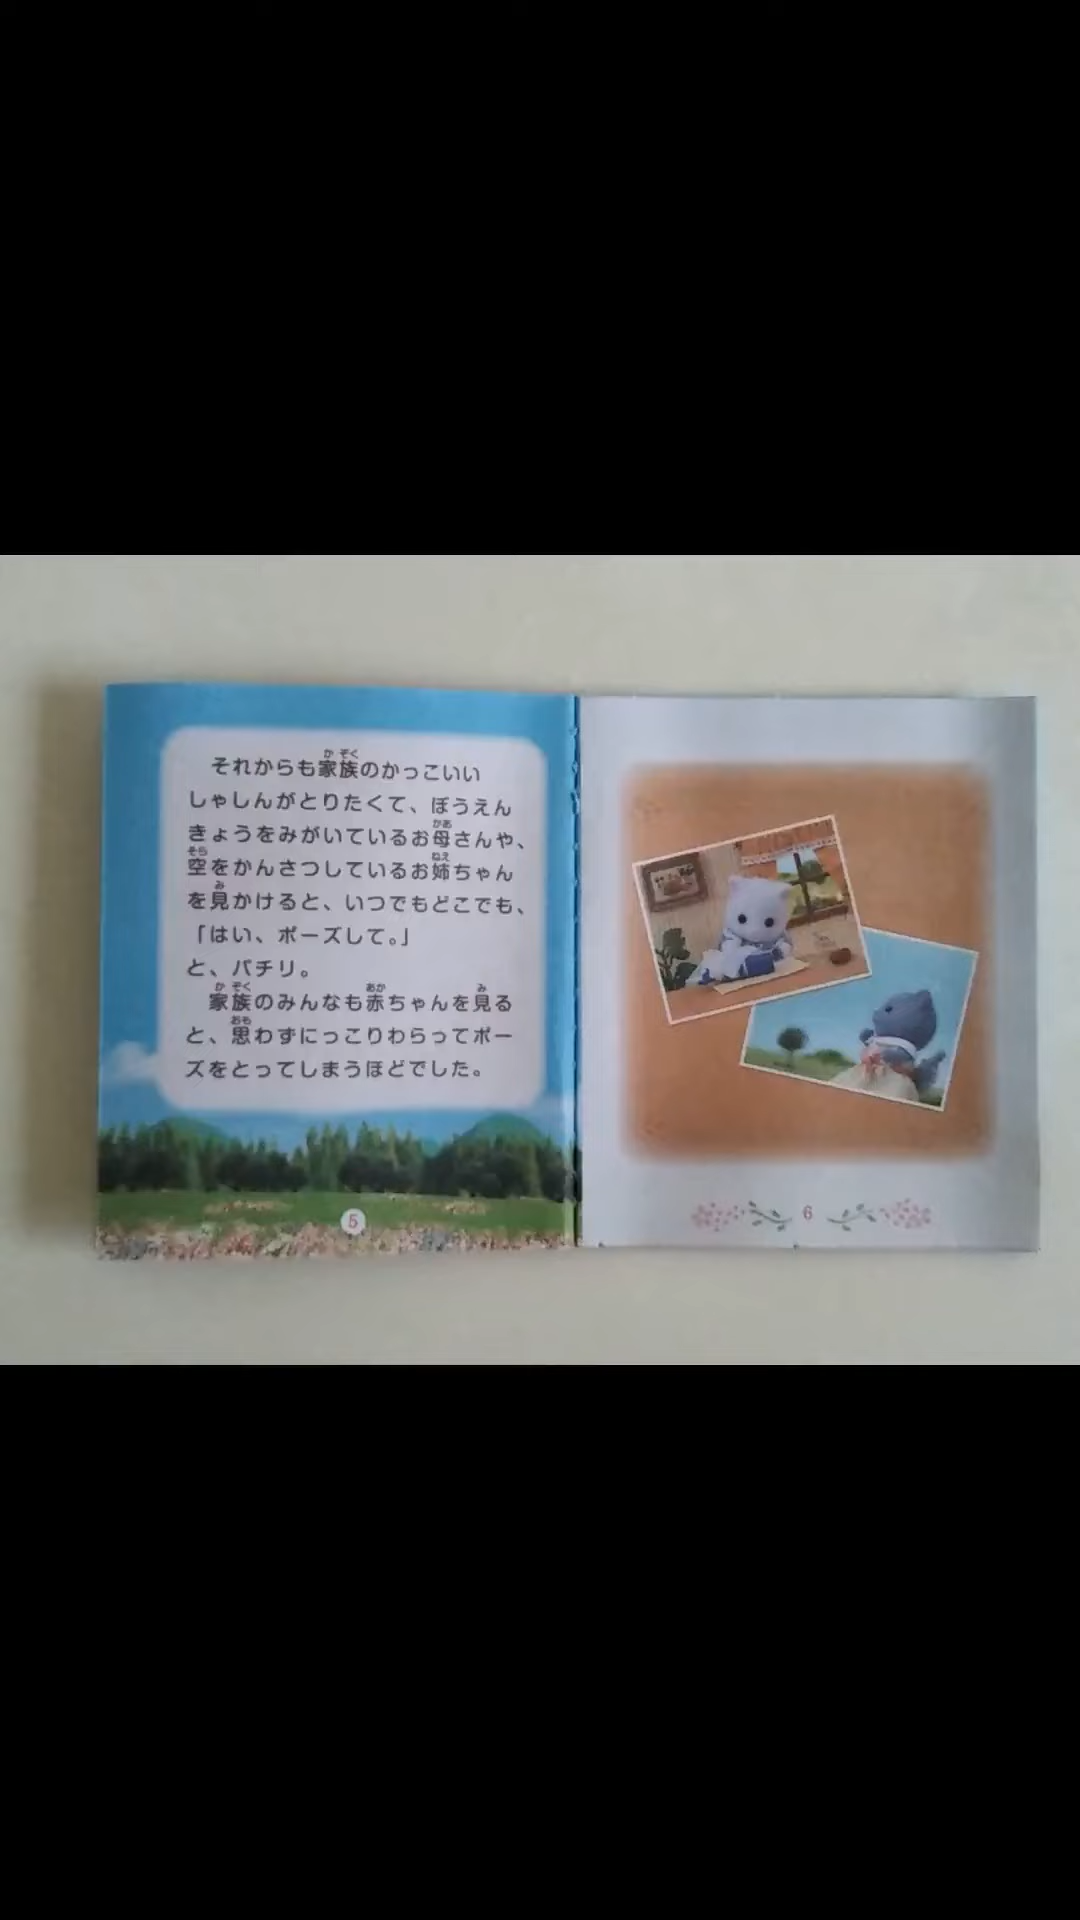 それからも家族のかっこいい
しゃしんがとりたくて、ぼうえん
きょうをみがいているお母さんや、
空をかんさつしているお姉ちゃん
を見かけると、いつでもどこでも、
「はい、ポーズして。」
と、パチリ。
家族のみんなも赤ちゃんを見る
と、思わずにっこりわらってポー
ズをとってしまうほどでした。
5
6